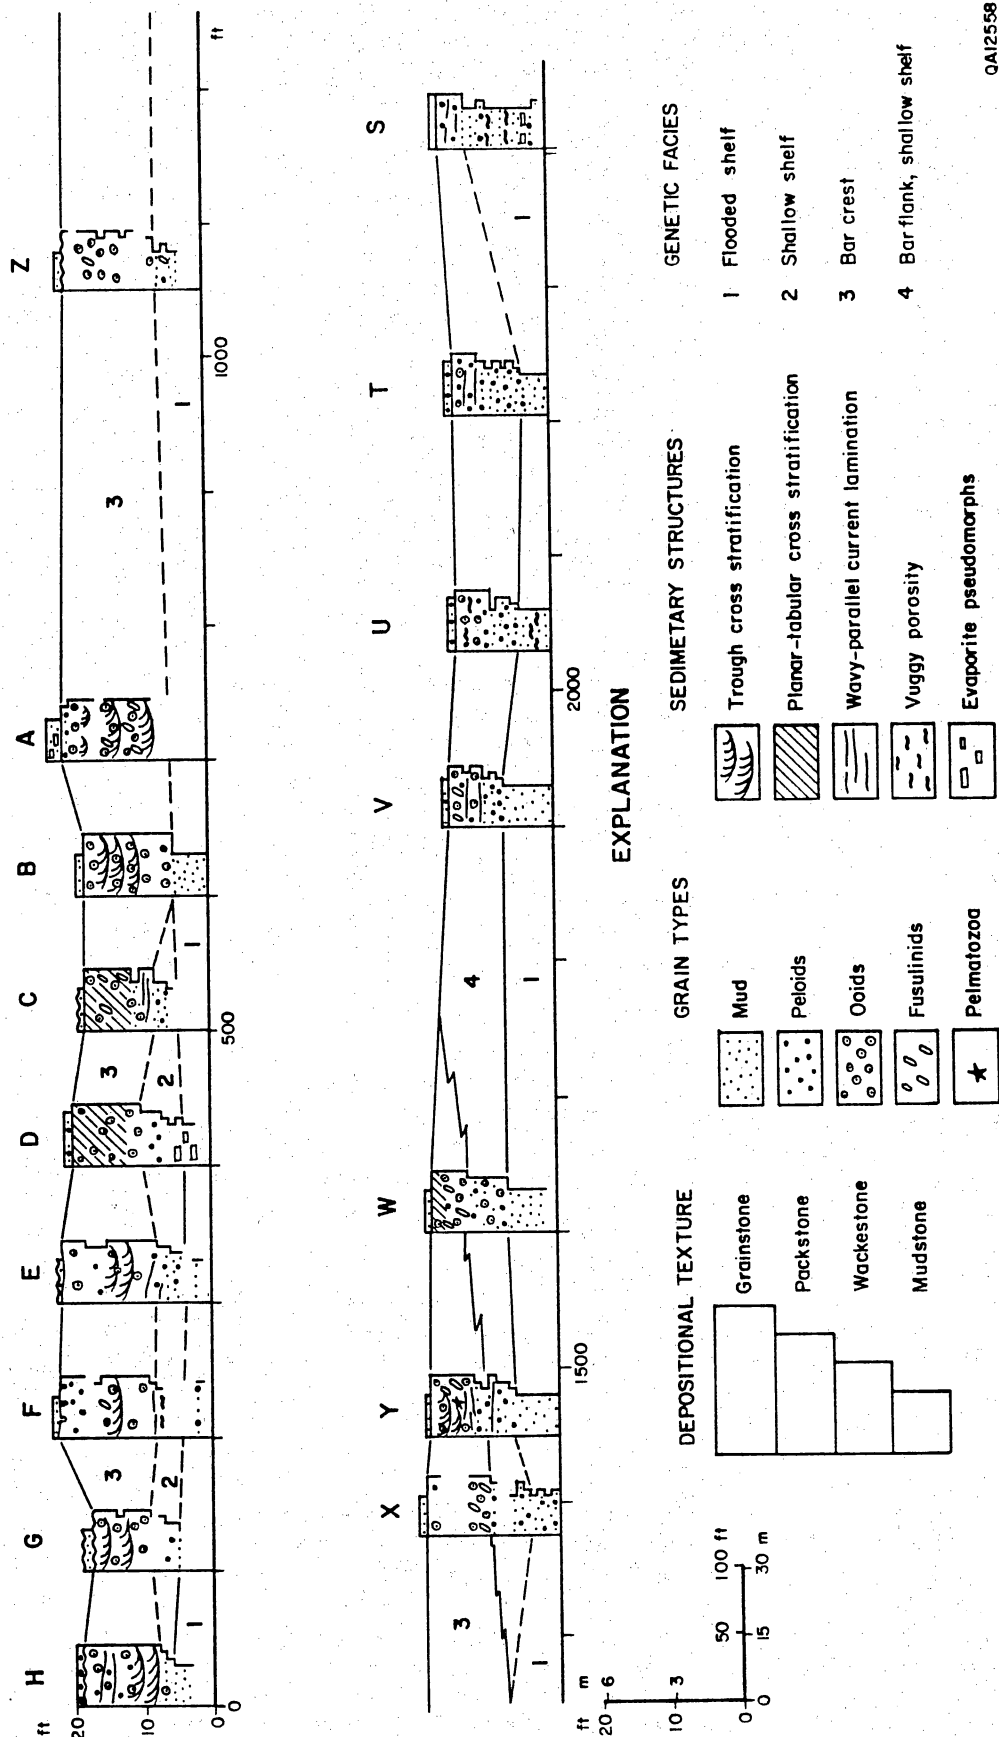 H G F E D C B A Z
ft
20
10
0
3
2
1
3
2
1
3
1
0
500
1000
ft
X Y W V U T S
3
1
4
1
1
1500
2000
ft m
20 6
10 3
0 0
50 100 ft
15 30 m
EXPLANATION
DEPOSITIONAL TEXTURE
Grainstone
Packstone
Wackestone
Mudstone
GRAIN TYPES
Mud
Peloids
Ooids
Fusulinids
Pelmatozoa
SEDIMETARY STRUCTURES
Trough cross stratification
Planar-tabular cross stratification
Wavy-parallel current lamination
Vuggy porosity
Evaporite pseudomorphs
GENETIC FACIES
1 Flooded shelf
2 Shallow shelf
3 Bar crest
4 Bar flank, shallow shelf
QA12558